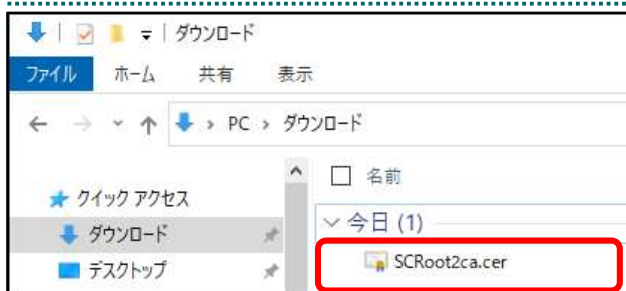 ダウンロード
ファイル ホーム 共有 表示
PC > ダウンロード
名前
クイック アクセス
今日 (1)
ダウンロード
SCRoot2ca.cer
デスクトップ